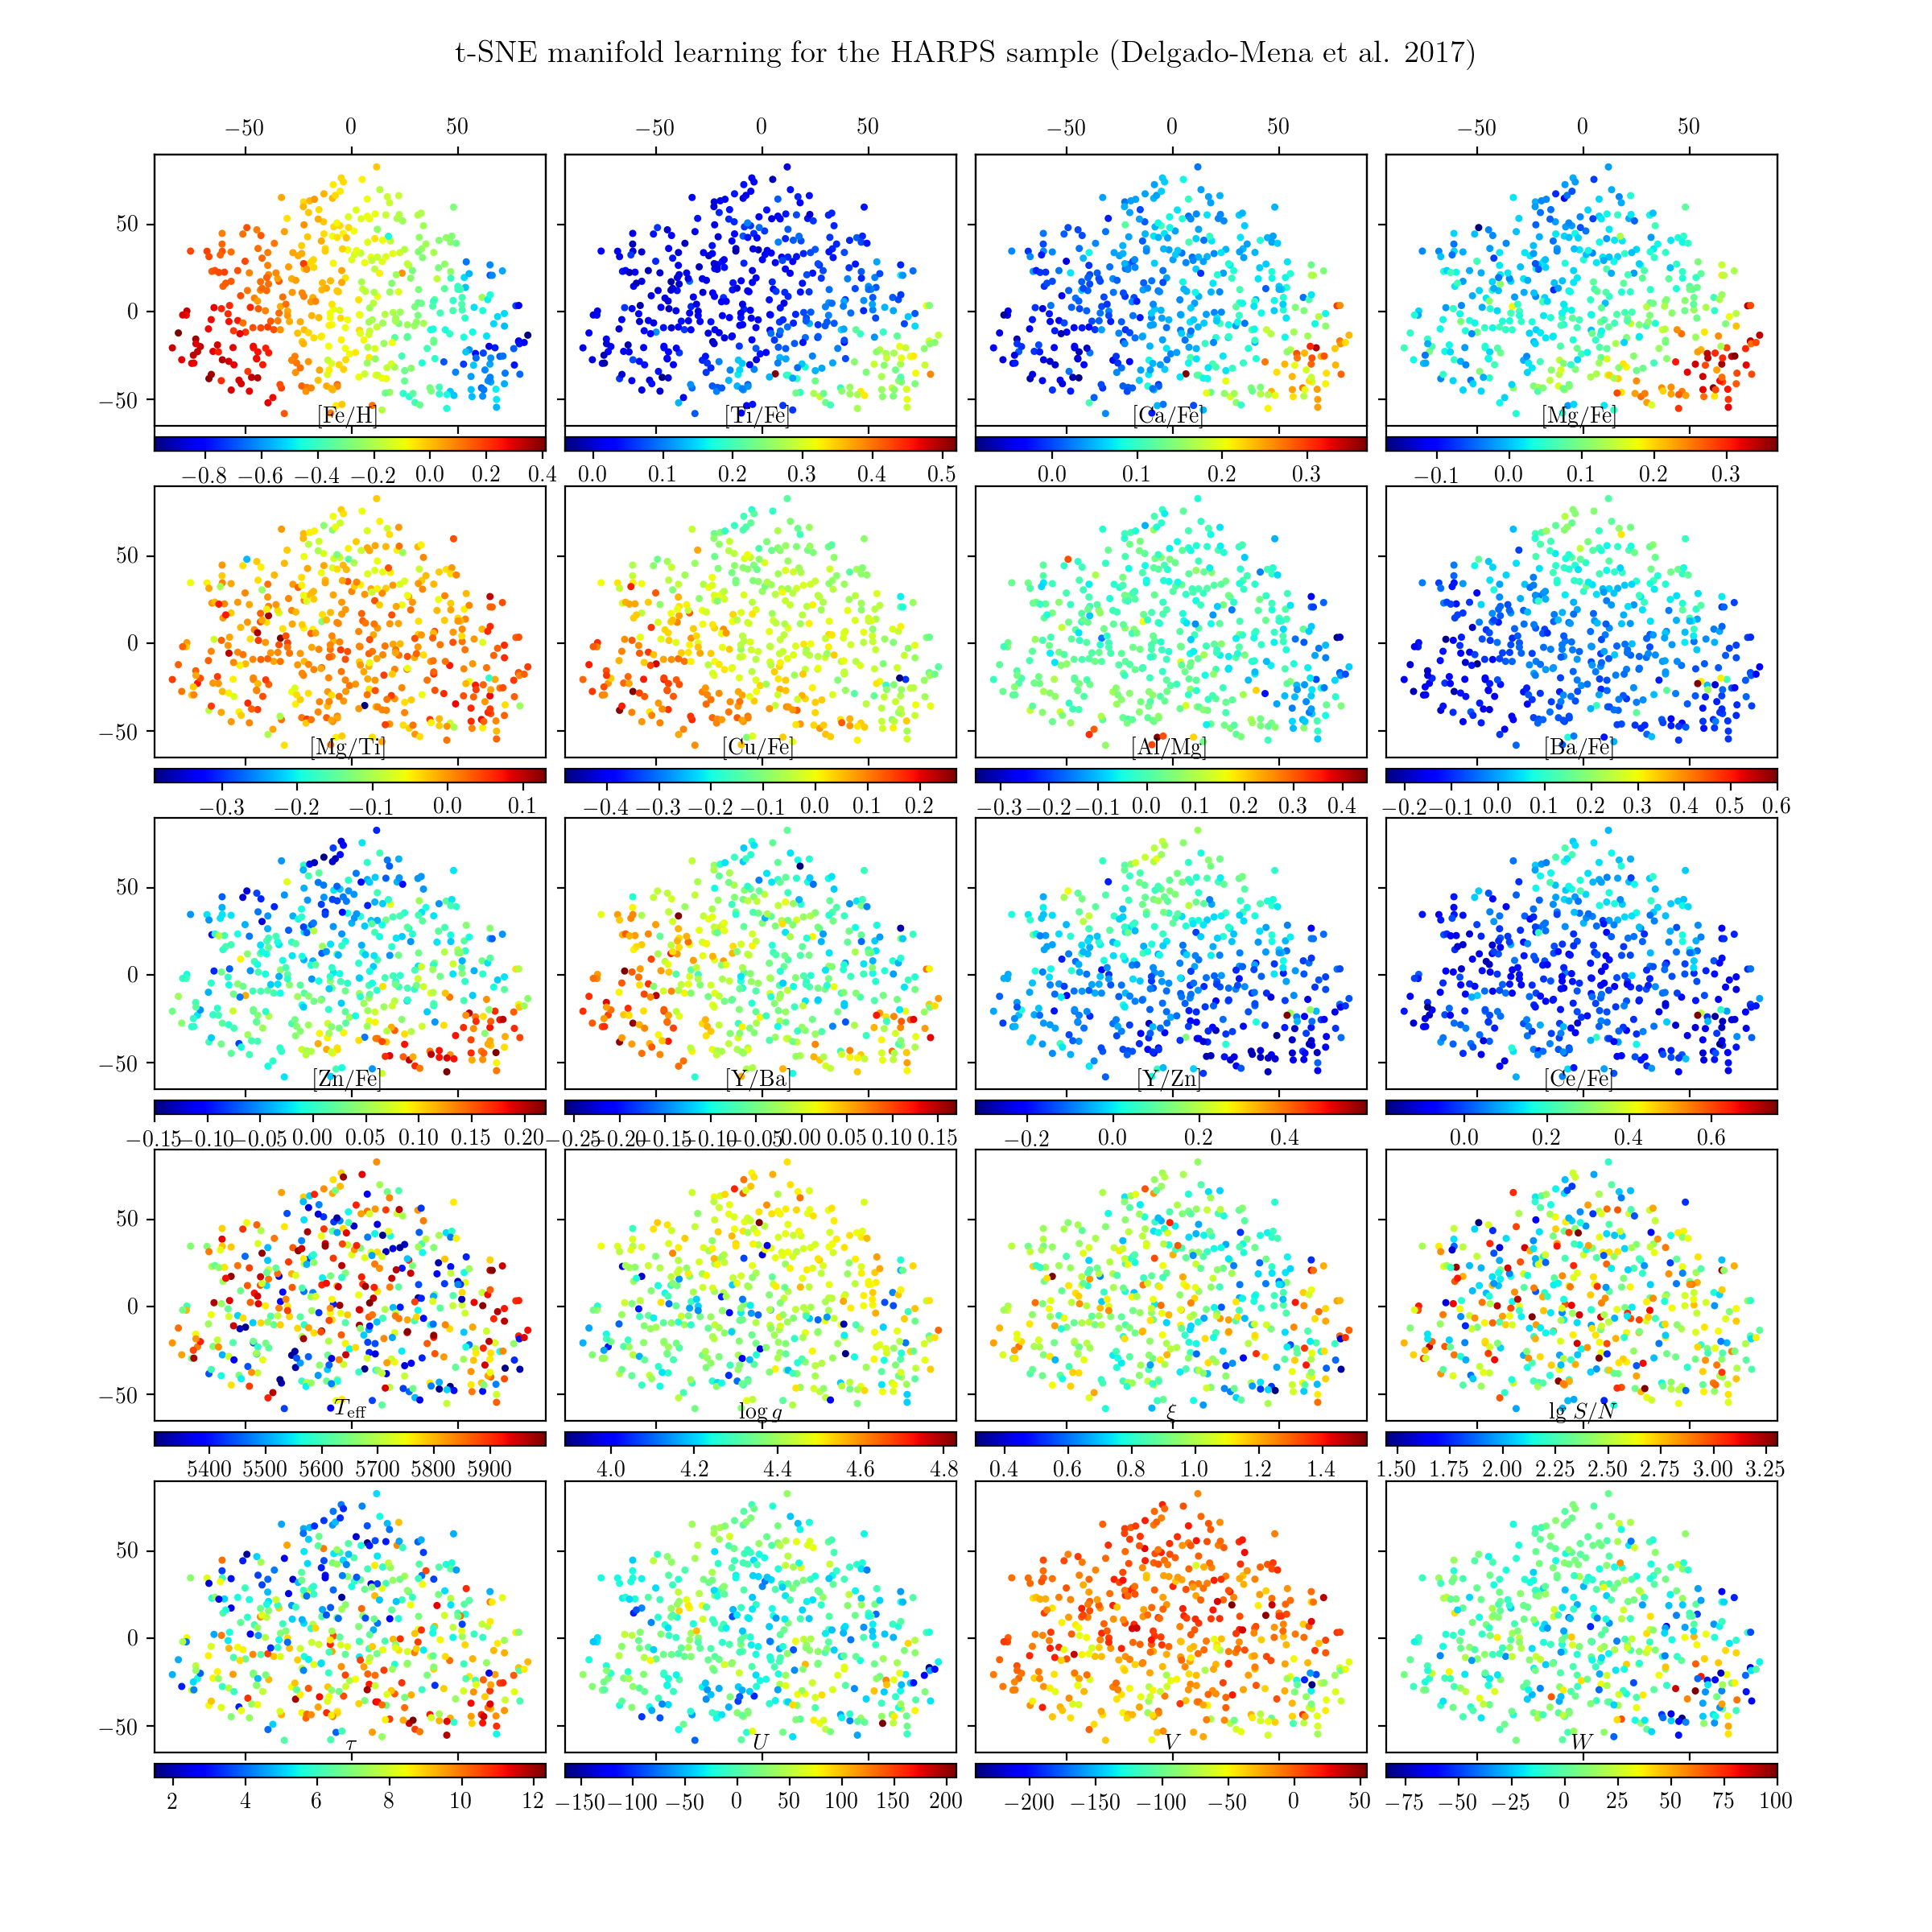 t-SNE manifold learning for the HARPS sample (Delgado-Mena et al. 2017)
−50 0 50 −50 0 50 −50 0 50 −50 0 50
50
0
−50
[Fe/H] [Ti/Fe] [Ca/Fe] [Mg/Fe]
−0.8 −0.6 −0.4 −0.2 0.0 0.2 0.4 0.0 0.1 0.2 0.3 0.4 0.5 0.0 0.1 0.2 0.3 −0.1 0.0 0.1 0.2 0.3
50
0
−50
[Mg/Ti] [Cu/Fe] [Al/Mg] [Ba/Fe]
−0.3 −0.2 −0.1 0.0 0.1 −0.4 −0.3 −0.2 −0.1 0.0 0.1 0.2 −0.3 −0.2 −0.1 0.0 0.1 0.2 0.3 0.4 −0.2 −0.1 0.0 0.1 0.2 0.3 0.4 0.5 0.6
50
0
−50
[Zn/Fe] [Y/Ba] [Y/Zn] [Ce/Fe]
−0.15 −0.10 −0.05 0.00 0.05 0.10 0.15 0.20 −0.25 −0.20 −0.15 −0.10 −0.05 0.00 0.05 0.10 0.15 −0.2 0.0 0.2 0.4 0.0 0.2 0.4 0.6
50
0
−50
T_eff log g ξ lg S/N
5400 5500 5600 5700 5800 5900 4.0 4.2 4.4 4.6 4.8 0.4 0.6 0.8 1.0 1.2 1.4 1.50 1.75 2.00 2.25 2.50 2.75 3.00 3.25
50
0
−50
τ U V W
2 4 6 8 10 12 −150 −100 −50 0 50 100 150 200 −200 −150 −100 −50 0 50 −75 −50 −25 0 25 50 75 100